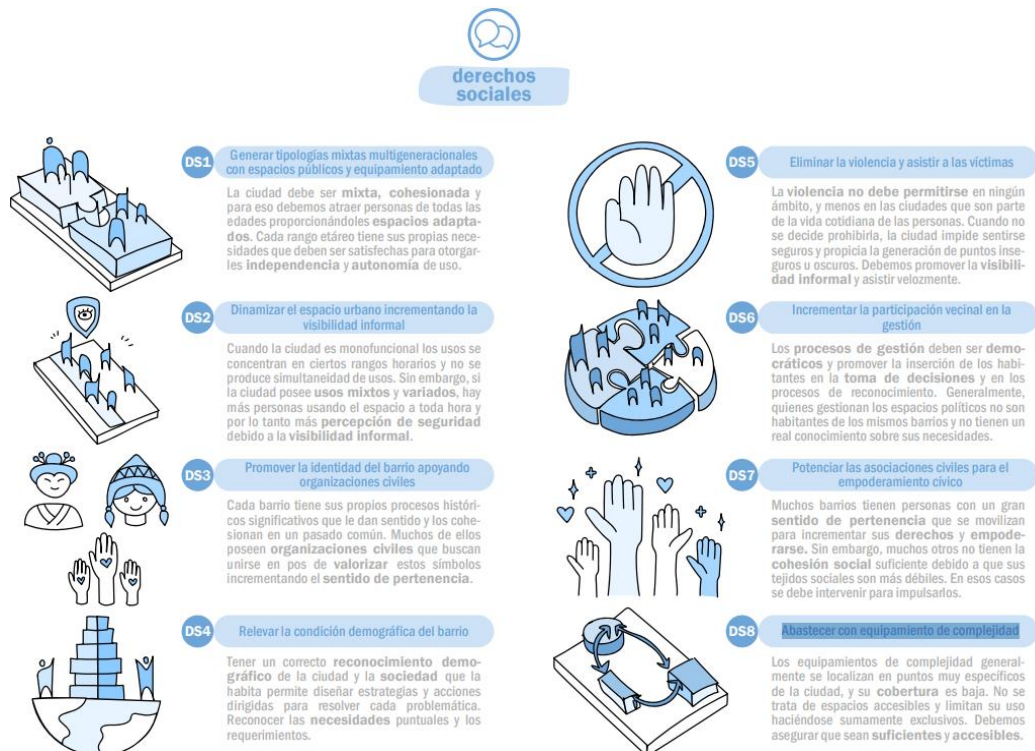 derechos
sociales
DS1
Generar tipologías mixtas multigeneracionales
con espacios públicos y equipamiento adaptado
La ciudad debe ser mixta, cohesionada y
para eso debemos atraer personas de todas las
edades proporcionándoles espacios adapta-
dos. Cada rango etáreo tiene sus propias nece-
sidades que deben ser satisfechas para otorgar-
les independencia y autonomía de uso.
DS2
Dinamizar el espacio urbano incrementando la
visibilidad informal
Cuando la ciudad es monofuncional los usos se
concentran en ciertos rangos horarios y no se
produce simultaneidad de usos. Sin embargo, si
la ciudad posee usos mixtos y variados, hay
más personas usando el espacio a toda hora y
por lo tanto más percepción de seguridad
debido a la visibilidad informal.
DS3
Promover la identidad del barrio apoyando
organizaciones civiles
Cada barrio tiene sus propios procesos históri-
cos significativos que le dan sentido y los cohe-
sionan en un pasado común. Muchos de ellos
poseen organizaciones civiles que buscan
unirse en pos de valorizar estos símbolos
incrementando el sentido de pertenencia.
DS4
Relevar la condición demográfica del barrio
Tener un correcto reconocimiento demo-
gráfico de la ciudad y la sociedad que la
habita permite diseñar estrategias y acciones
dirigidas para resolver cada problemática.
Reconocer las necesidades puntuales y los
requerimientos.
DS5
Eliminar la violencia y asistir a las víctimas
La violencia no debe permitirse en ningún
ámbito, y menos en las ciudades que son parte
de la vida cotidiana de las personas. Cuando no
se decide prohibirla, la ciudad impide sentirse
seguros y propicia la generación de puntos inse-
guros u oscuros. Debemos promover la visibili-
dad informal y asistir velozmente.
DS6
Incrementar la participación vecinal en la
gestión
Los procesos de gestión deben ser demo-
cráticos y promover la inserción de los habi-
tantes en la toma de decisiones y en los
procesos de reconocimiento. Generalmente,
quienes gestionan los espacios políticos no son
habitantes de los mismos barrios y no tienen un
real conocimiento sobre sus necesidades.
DS7
Potenciar las asociaciones civiles para el
empoderamiento cívico
Muchos barrios tienen personas con un gran
sentido de pertenencia que se movilizan
para incrementar sus derechos y empode-
rarse. Sin embargo, muchos otros no tienen la
cohesión social suficiente debido a que sus
tejidos sociales son más débiles. En esos casos
se debe intervenir para impulsarlos.
DS8
Abastecer con equipamiento de complejidad
Los equipamientos de complejidad general-
mente se localizan en puntos muy específicos
de la ciudad, y su cobertura es baja. No se
trata de espacios accesibles y limitan su uso
haciéndose sumamente exclusivos. Debemos
asegurar que sean suficientes y accesibles.